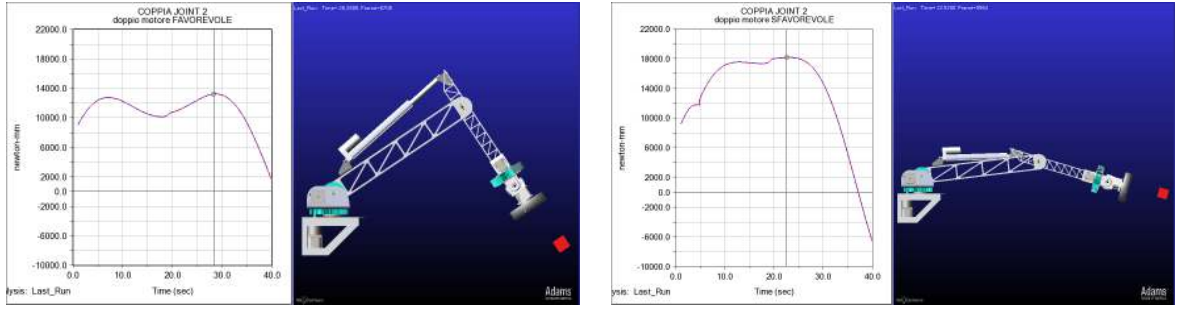 COPPIA JOINT 2
doppio motore FAVOREVOLE
22000.0
18000.0
14000.0
10000.0
6000.0
2000.0
0.0
-2000.0
-6000.0
-10000.0
newton-mm
0.0 10.0 20.0 30.0 40.0
lysis: Last_Run Time (sec)
Adams
COPPIA JOINT 2
doppio motore SFAVOREVOLE
22000.0
18000.0
14000.0
10000.0
6000.0
2000.0
0.0
-2000.0
-6000.0
-10000.0
newton-mm
0.0 10.0 20.0 30.0 40.0
ysis: Last_Run Time (sec)
Adams